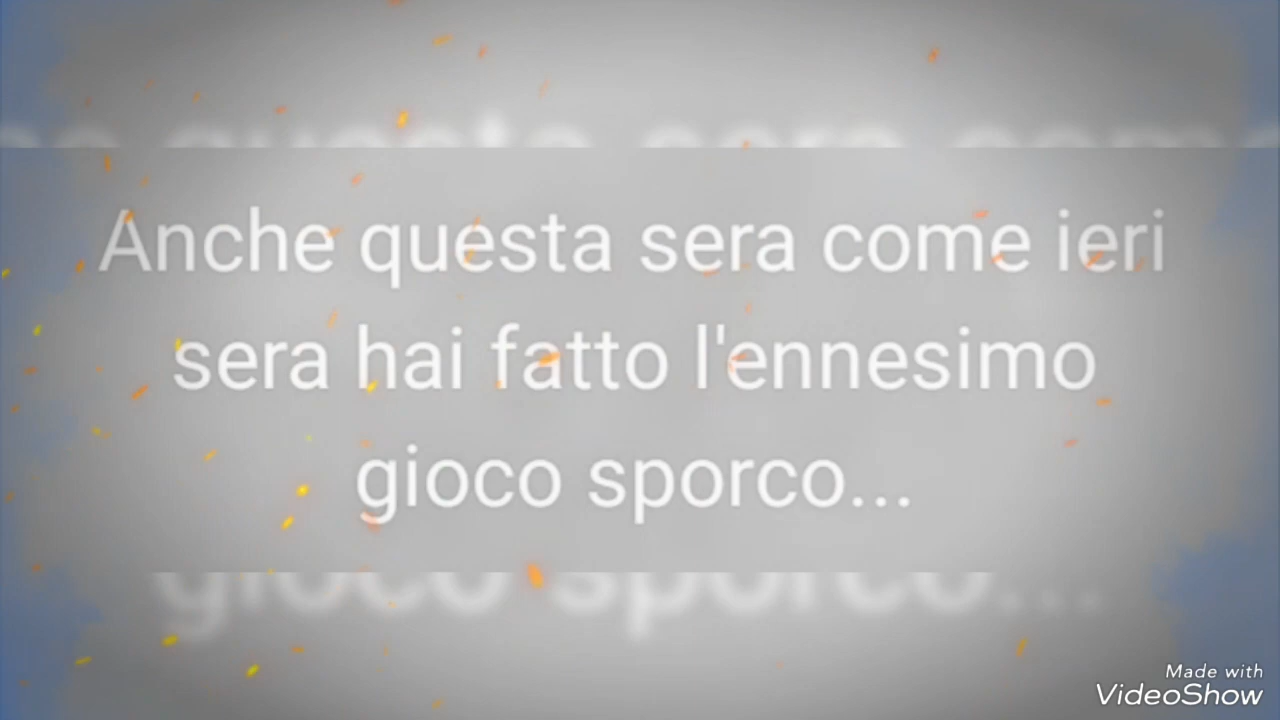 Anche questa sera come ieri
sera hai fatto l'ennesimo
gioco sporco...
Made with
VideoShow